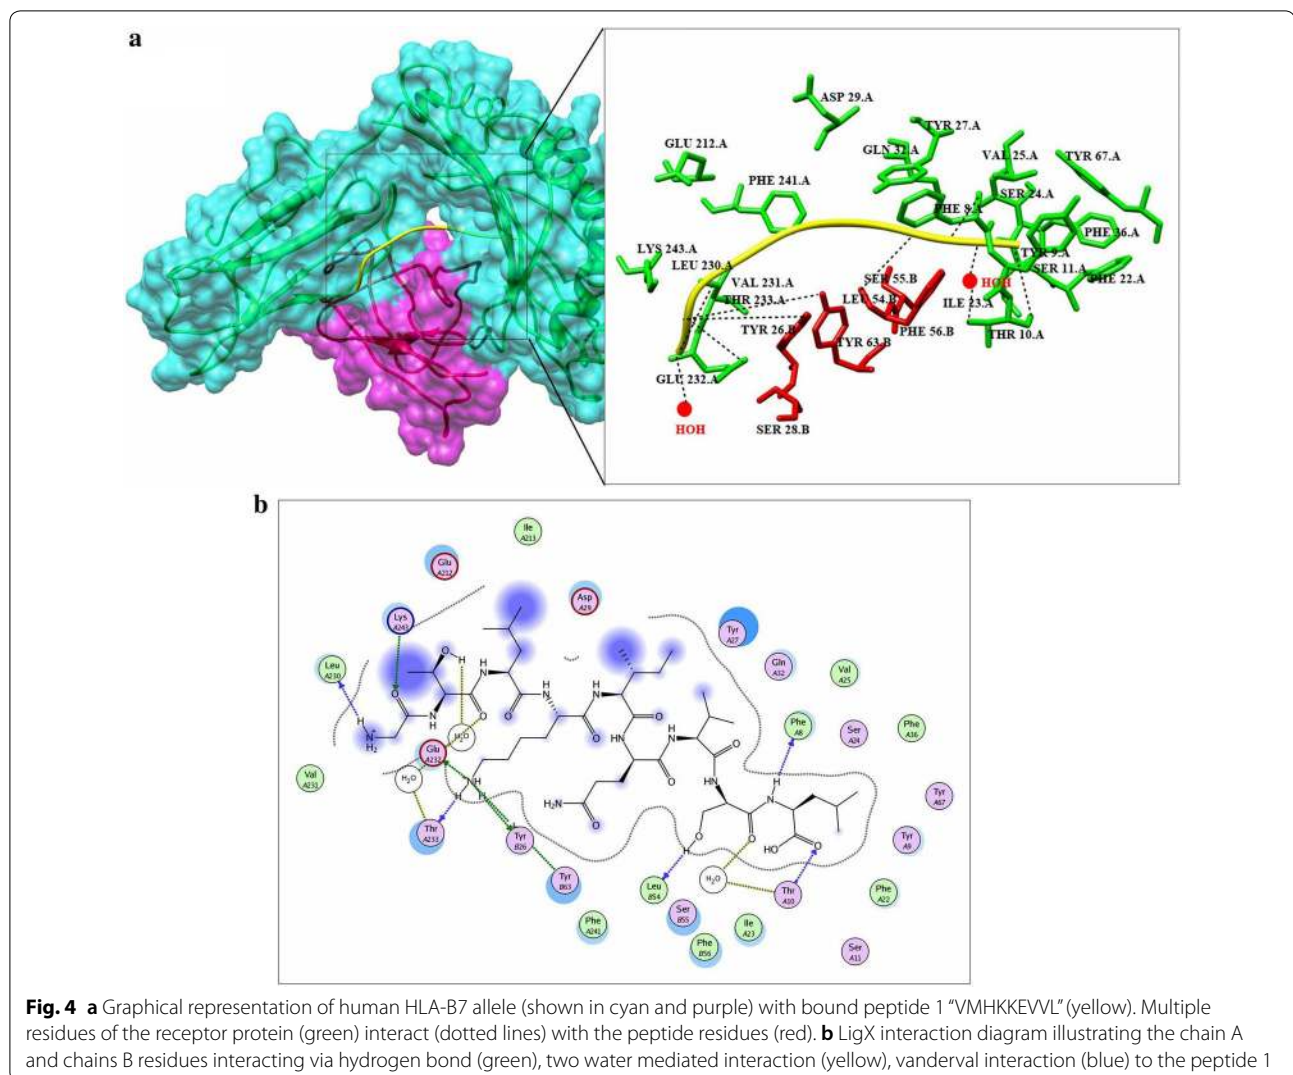 a
ASP 29.A
TYR 27.A
GLU 212.A
GLN 32.A
VAL 25.A
TYR 67.A
PHE 241.A
SER 24.A
PHE 8.A
PHE 36.A
LYS 243.A
TYR 9.A
LEU 230.A
SER 11.A
VAL 231.A
SER 55.B
HOH
PHE 22.A
THR 233.A
LEU 54.B
ILE 23.A
TYR 26.B
PHE 56.B
THR 10.A
TYR 63.B
GLU 232.A
HOH
SER 28.B
b
Ile
A213
Glu
A212
Asp
A29
Lys
A243
Tyr
A27
Gln
A32
Leu
A230
Val
A25
Phe
A8
Ser
A24
Phe
A36
Glu
A232
H₂O
Val
A231
H₂O
Tyr
A67
Thr
A233
Tyr
B26
Tyr
A9
Tyr
B63
Leu
B54
H₂O
Thr
A10
Phe
A22
Phe
A241
Ser
B55
Ile
A23
Phe
B56
Ser
A11
Fig. 4 a Graphical representation of human HLA-B7 allele (shown in cyan and purple) with bound peptide 1 “VMHKKEVVL” (yellow). Multiple
residues of the receptor protein (green) interact (dotted lines) with the peptide residues (red). b LigX interaction diagram illustrating the chain A
and chains B residues interacting via hydrogen bond (green), two water mediated interaction (yellow), vanderval interaction (blue) to the peptide 1